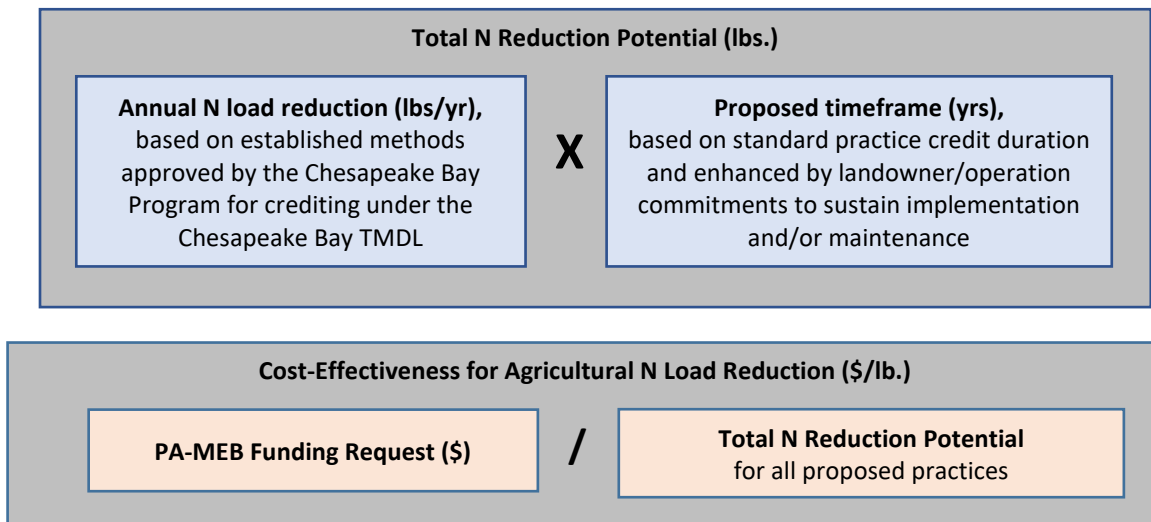 Total N Reduction Potential (lbs.)
Annual N load reduction (lbs/yr),
based on established methods
approved by the Chesapeake Bay
Program for crediting under the
Chesapeake Bay TMDL
X
Proposed timeframe (yrs),
based on standard practice credit duration
and enhanced by landowner/operation
commitments to sustain implementation
and/or maintenance
Cost-Effectiveness for Agricultural N Load Reduction ($/lb.)
PA-MEB Funding Request ($)
/
Total N Reduction Potential
for all proposed practices